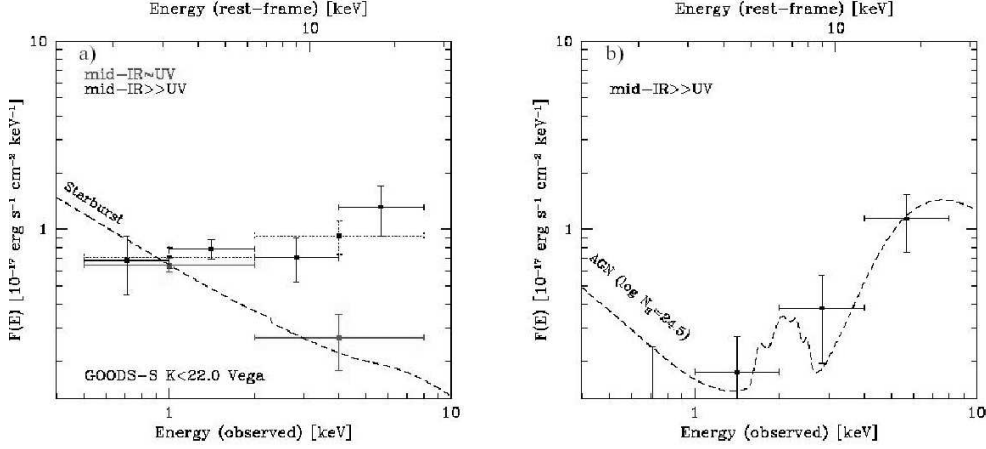 Energy (rest-frame) [keV]
10
10
a)
mid-IR~UV
mid-IR>>UV
Starburst
1
F(E) [10⁻¹⁷ erg s⁻¹ cm⁻² keV⁻¹]
GOODS-S K<22.0 Vega
1
10
Energy (observed) [keV]
Energy (rest-frame) [keV]
10
10
b)
mid-IR>>UV
1
F(E) [10⁻¹⁷ erg s⁻¹ cm⁻² keV⁻¹]
AGN (log N_H=24.5)
1
10
Energy (observed) [keV]